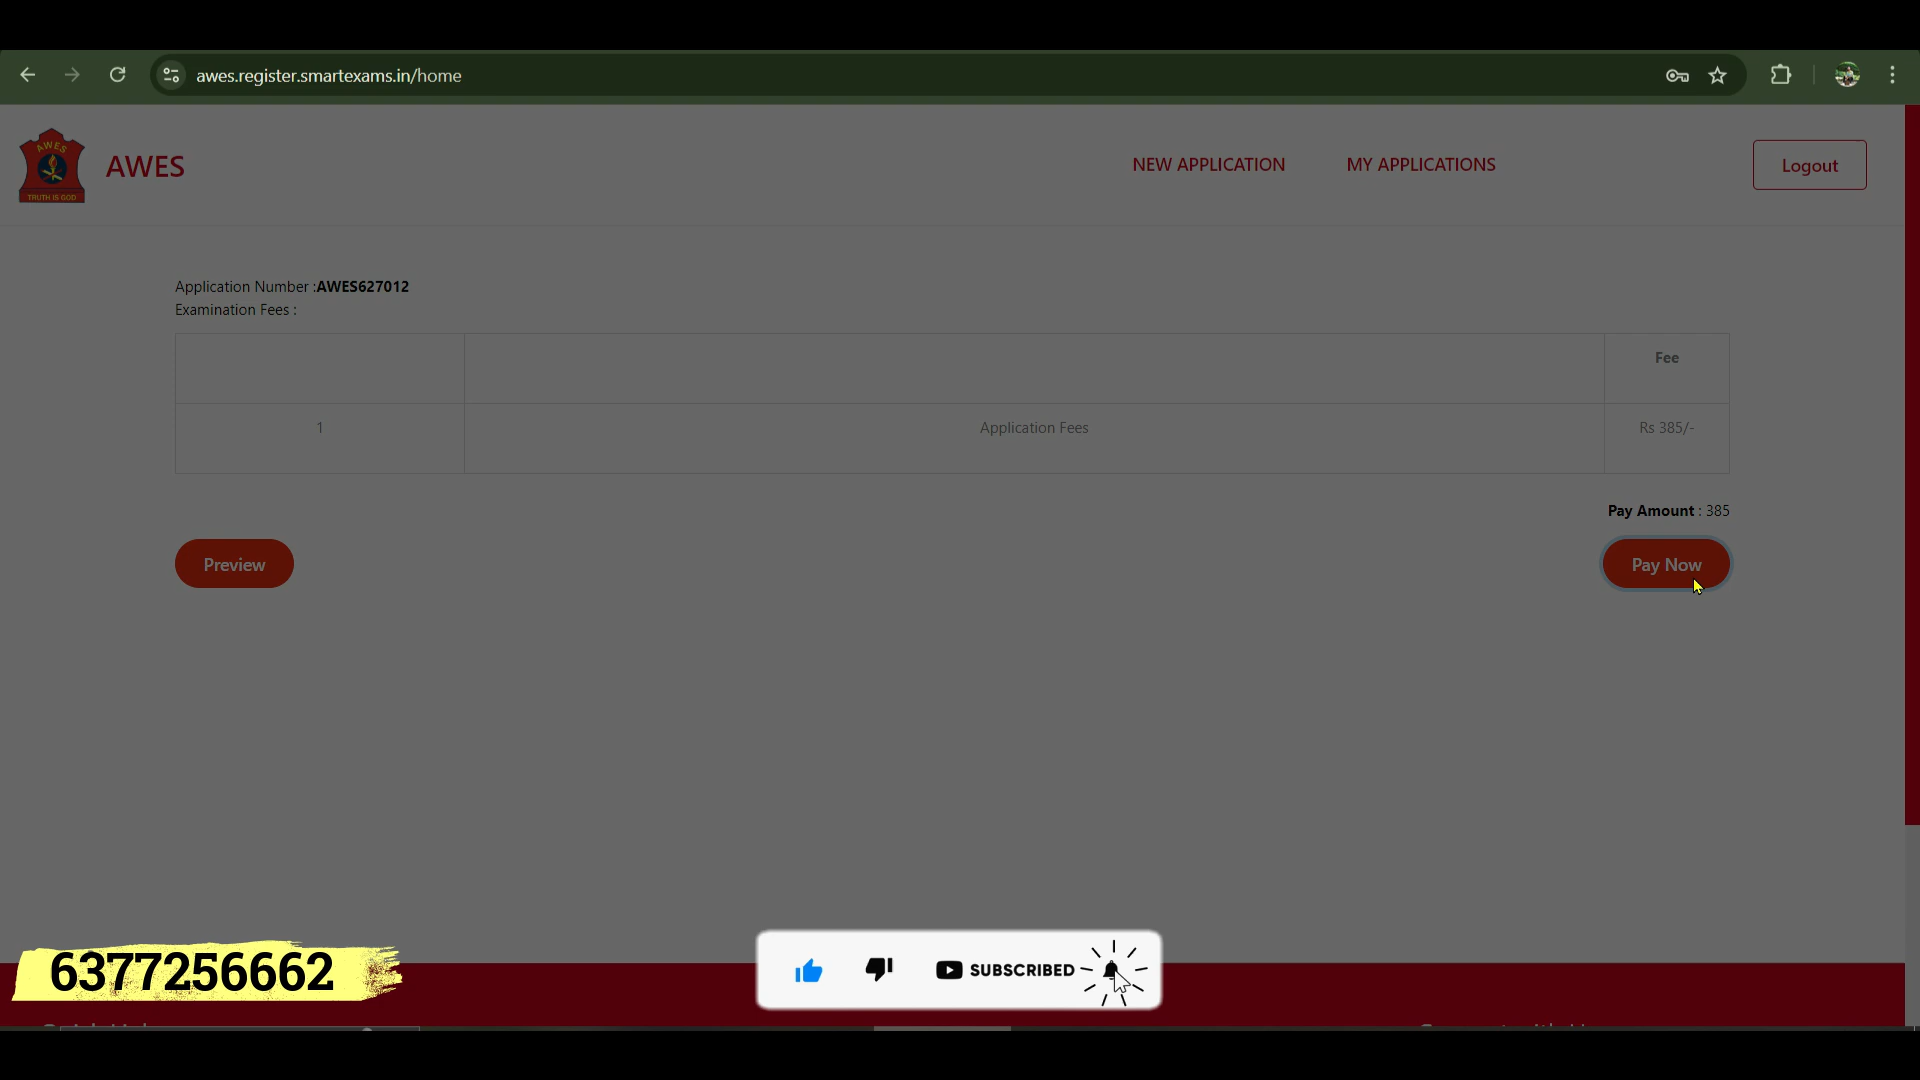 awes.register.smartexams.in/home
AWES
TRUTH IS GOD
AWES
NEW APPLICATION
MY APPLICATIONS
Logout
Application Number :AWES627012
Examination Fees :
Fee
1
Application Fees
Rs 385/-
Pay Amount : 385
Preview
Pay Now
6377256662
SUBSCRIBED